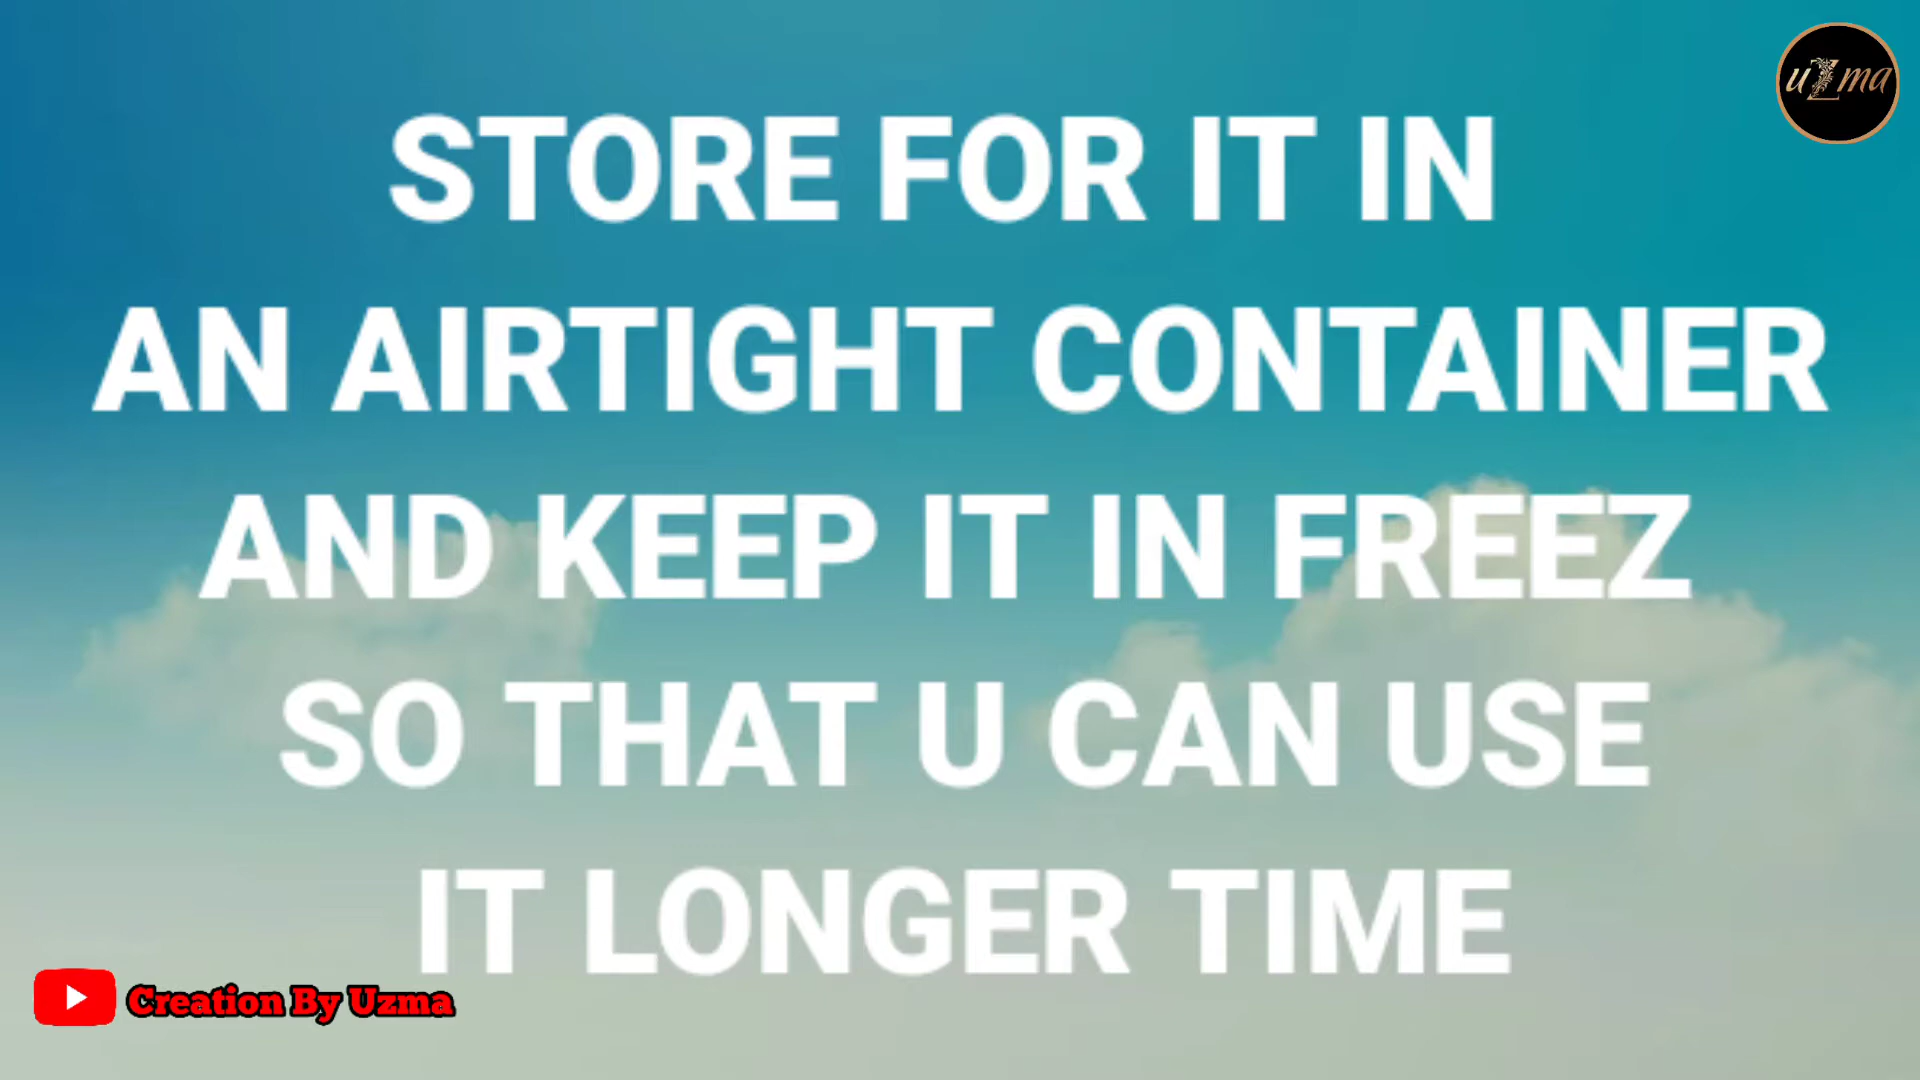 uZma
STORE FOR IT IN
AN AIRTIGHT CONTAINER
AND KEEP IT IN FREEZ
SO THAT U CAN USE
IT LONGER TIME
Creation By Uzma